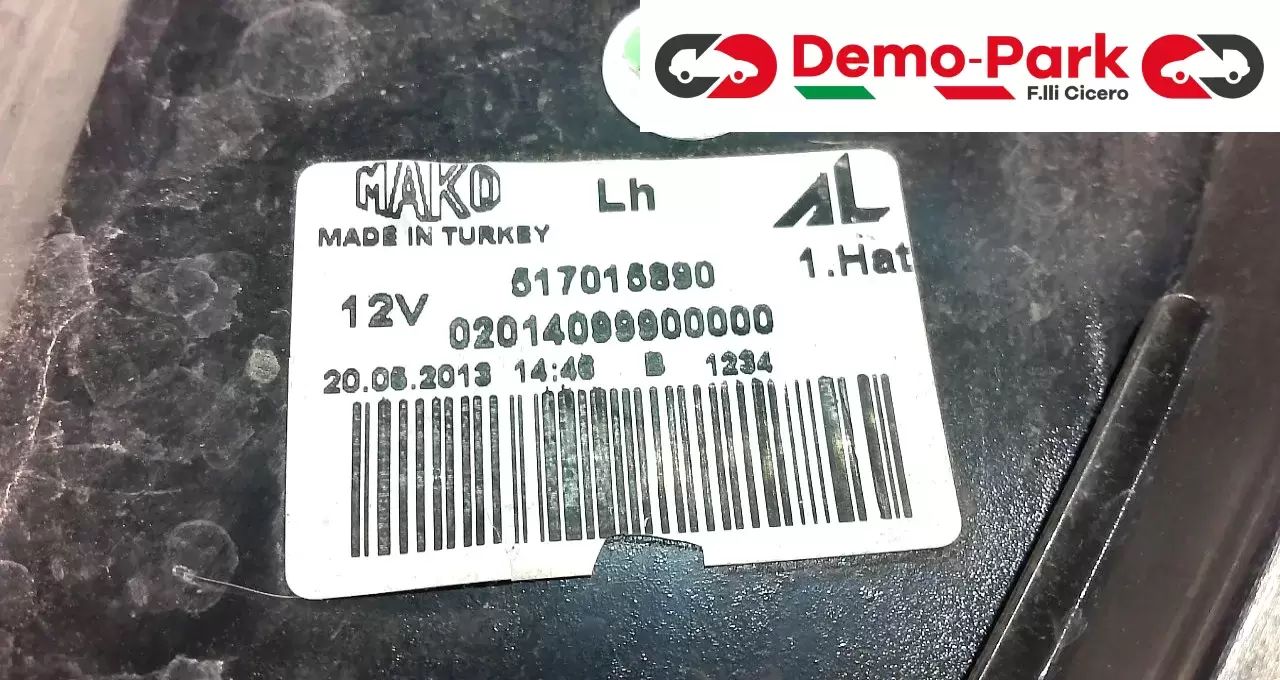 Demo-Park
F.lli Cicero
MAKO
Lh
AL
MADE IN TURKEY
1.Hat
517015890
12V
02014099900000
20.06.2013 14:46 B 1234